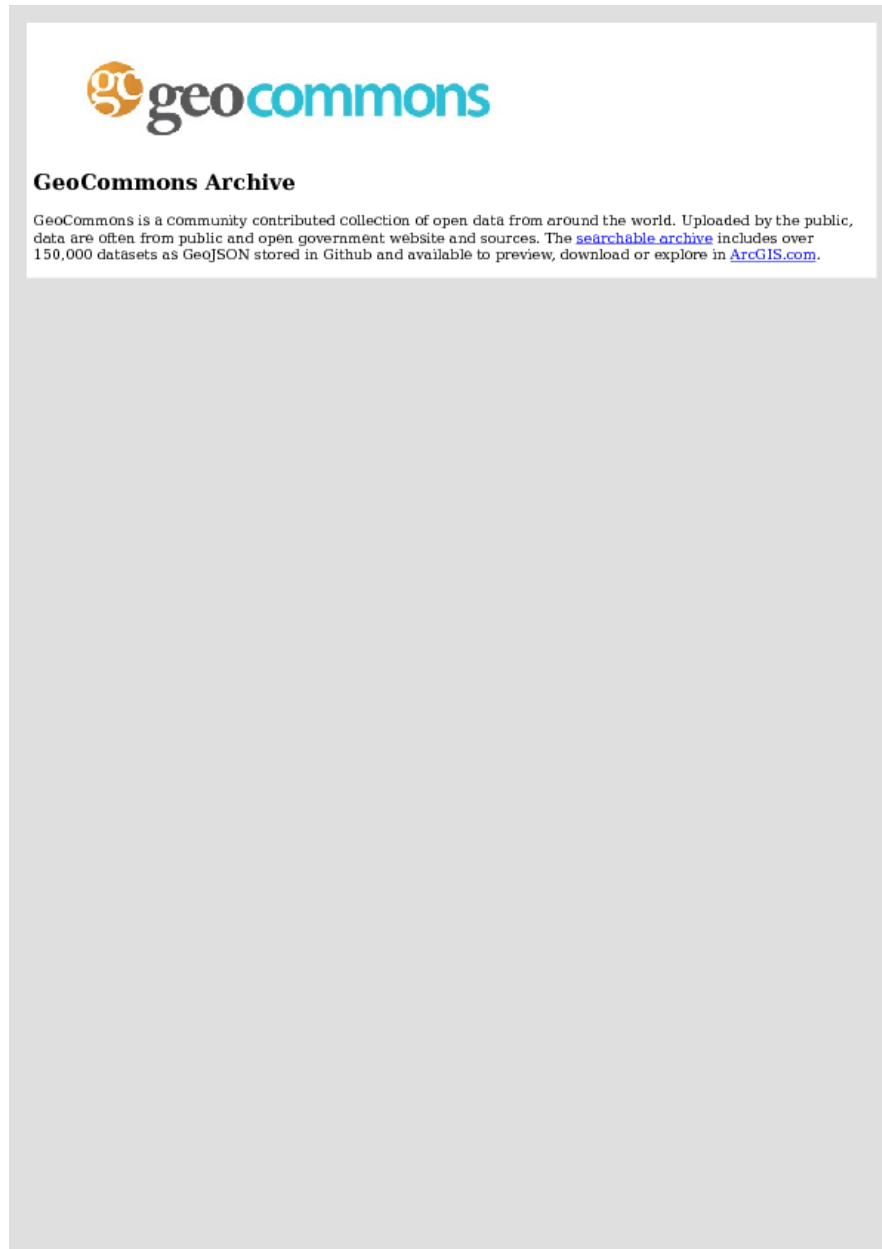 gc geocommons
GeoCommons Archive
GeoCommons is a community contributed collection of open data from around the world. Uploaded by the public,
data are often from public and open government website and sources. The searchable archive includes over
150,000 datasets as GeoJSON stored in Github and available to preview, download or explore in ArcGIS.com.